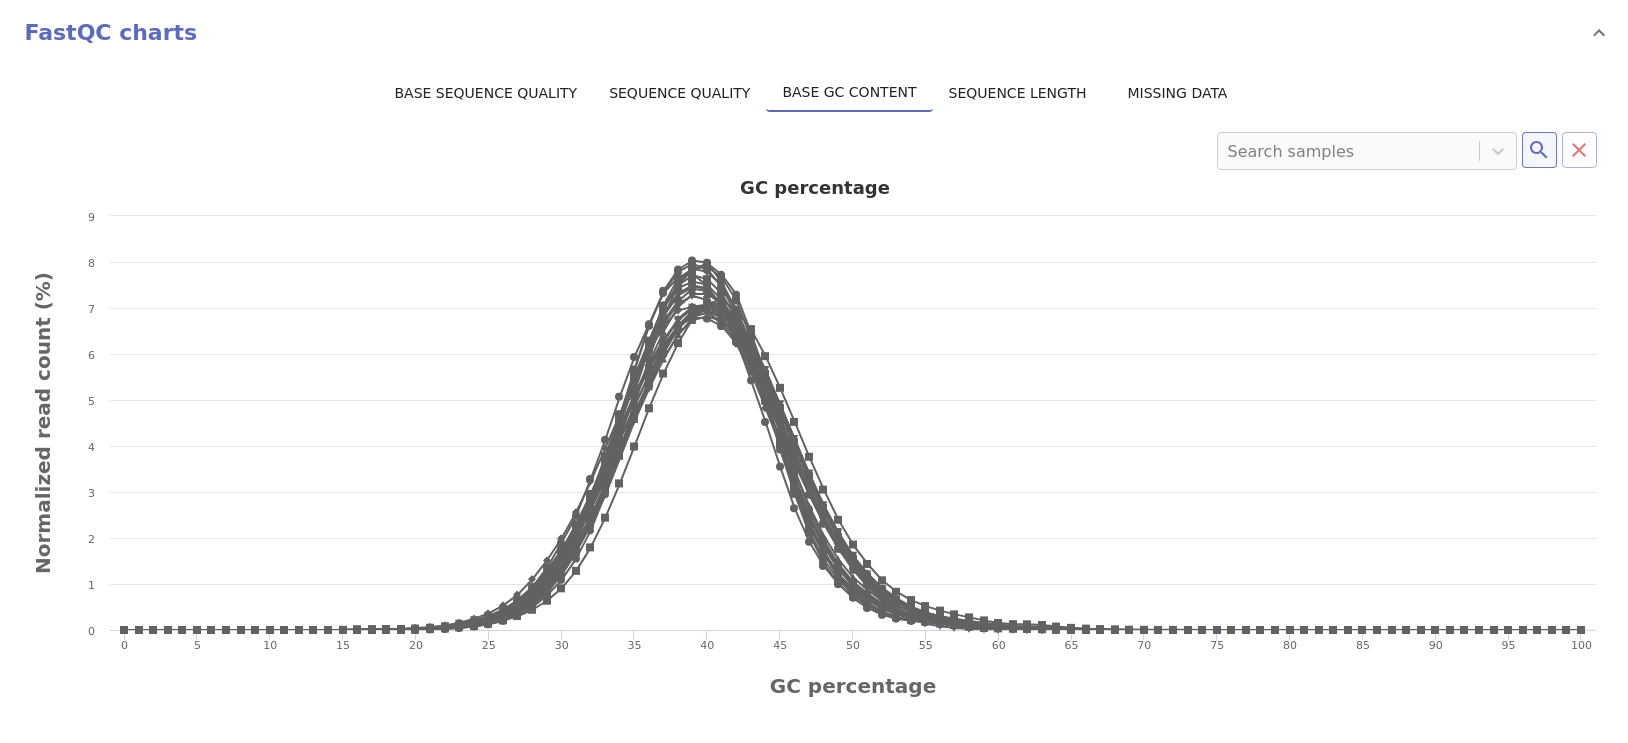 FastQC charts
BASE SEQUENCE QUALITY SEQUENCE QUALITY BASE GC CONTENT SEQUENCE LENGTH MISSING DATA
Search samples
GC percentage
Normalized read count (%)
9
8
7
6
5
4
3
2
1
0
0 5 10 15 20 25 30 35 40 45 50 55 60 65 70 75 80 85 90 95 100
GC percentage